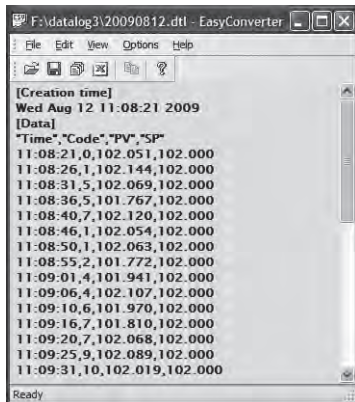 F:\datalog3\20090812.dtl - EasyConverter
File Edit View Options Help
[Creation time]
Wed Aug 12 11:08:21 2009
[Data]
"Time","Code","PV","SP"
11:08:21,0,102.051,102.000
11:08:26,1,102.144,102.000
11:08:31,5,102.069,102.000
11:08:36,5,101.767,102.000
11:08:40,7,102.120,102.000
11:08:46,1,102.054,102.000
11:08:50,1,102.063,102.000
11:08:55,2,101.772,102.000
11:09:01,4,101.941,102.000
11:09:06,4,102.107,102.000
11:09:10,6,101.970,102.000
11:09:16,7,101.810,102.000
11:09:20,7,102.068,102.000
11:09:25,9,102.089,102.000
11:09:31,10,102.019,102.000
Ready